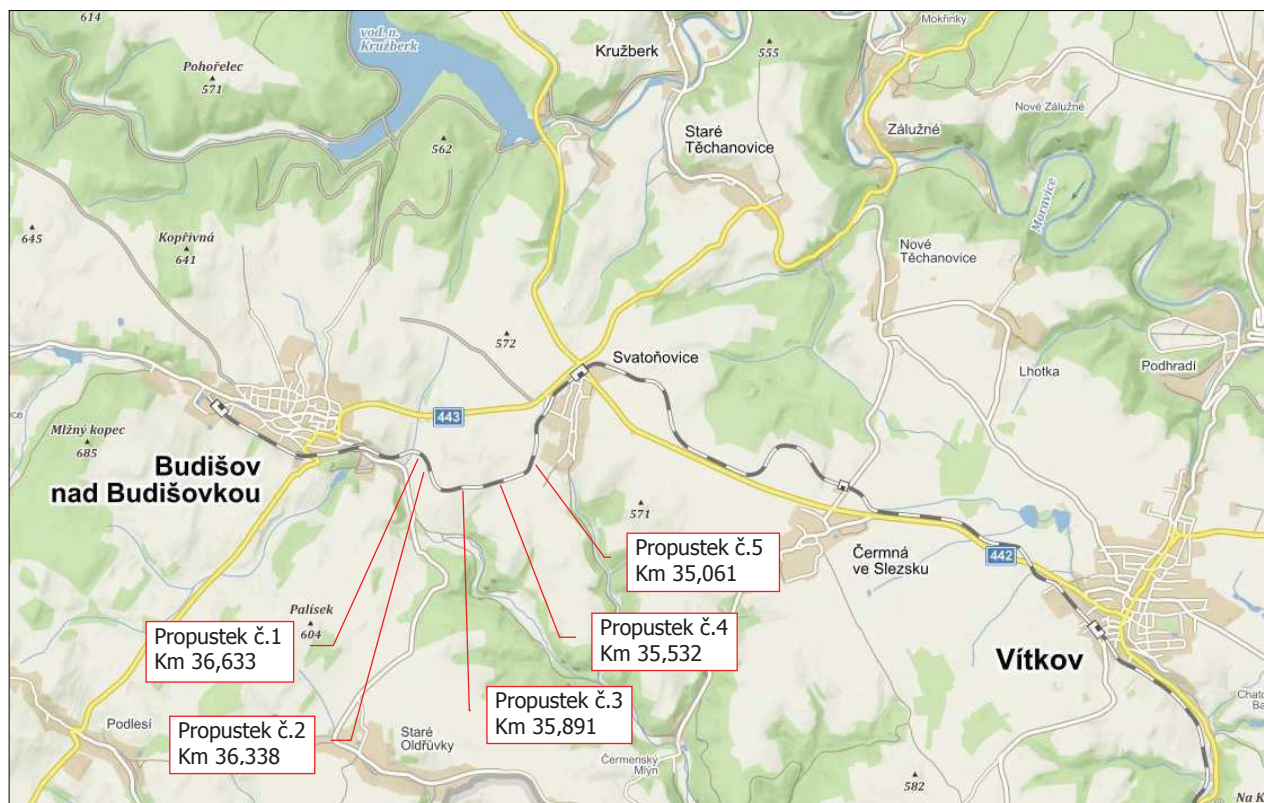 614
vod. n.
Kružberk
Pohořelec
571
Kružberk
555
Mokřinky
Nové Zálužné
Zálužné
562
Staré
Těchanovice
Moravice
645
Kopřivná
641
Nové
Těchanovice
572
Svatoňovice
Podhradí
Lhotka
443
Mlžný kopec
685
Budišov
nad Budišovkou
571
Propustek č.5
Km 35,061
Čermná
ve Slezsku
442
Palísek
604
Propustek č.1
Km 36,633
Propustek č.4
Km 35,532
Vítkov
Propustek č.3
Km 35,891
Podlesí
Propustek č.2
Km 36,338
Staré
Oldřůvky
Čermenský
Mlýn
582